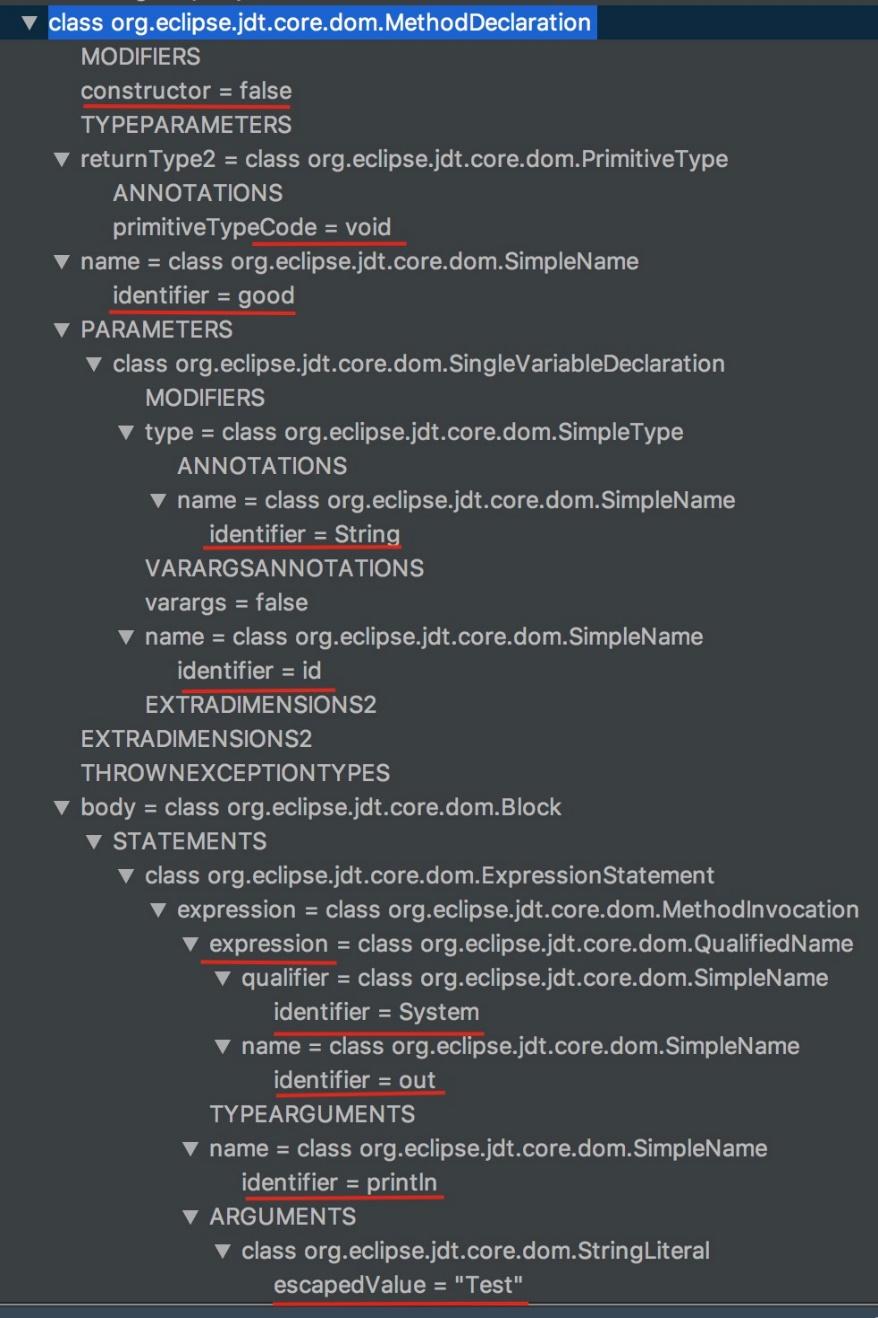 class org.eclipse.jdt.core.dom.MethodDeclaration
MODIFIERS
constructor = false
TYPEPARAMETERS
returnType2 = class org.eclipse.jdt.core.dom.PrimitiveType
ANNOTATIONS
primitiveTypeCode = void
name = class org.eclipse.jdt.core.dom.SimpleName
identifier = good
PARAMETERS
class org.eclipse.jdt.core.dom.SingleVariableDeclaration
MODIFIERS
type = class org.eclipse.jdt.core.dom.SimpleType
ANNOTATIONS
name = class org.eclipse.jdt.core.dom.SimpleName
identifier = String
VARARGSANNOTATIONS
varargs = false
name = class org.eclipse.jdt.core.dom.SimpleName
identifier = id
EXTRADIMENSIONS2
EXTRADIMENSIONS2
THROWNEXCEPTIONTYPES
body = class org.eclipse.jdt.core.dom.Block
STATEMENTS
class org.eclipse.jdt.core.dom.ExpressionStatement
expression = class org.eclipse.jdt.core.dom.MethodInvocation
expression = class org.eclipse.jdt.core.dom.QualifiedName
qualifier = class org.eclipse.jdt.core.dom.SimpleName
identifier = System
name = class org.eclipse.jdt.core.dom.SimpleName
identifier = out
TYPEARGUMENTS
name = class org.eclipse.jdt.core.dom.SimpleName
identifier = println
ARGUMENTS
class org.eclipse.jdt.core.dom.StringLiteral
escapedValue = "Test"